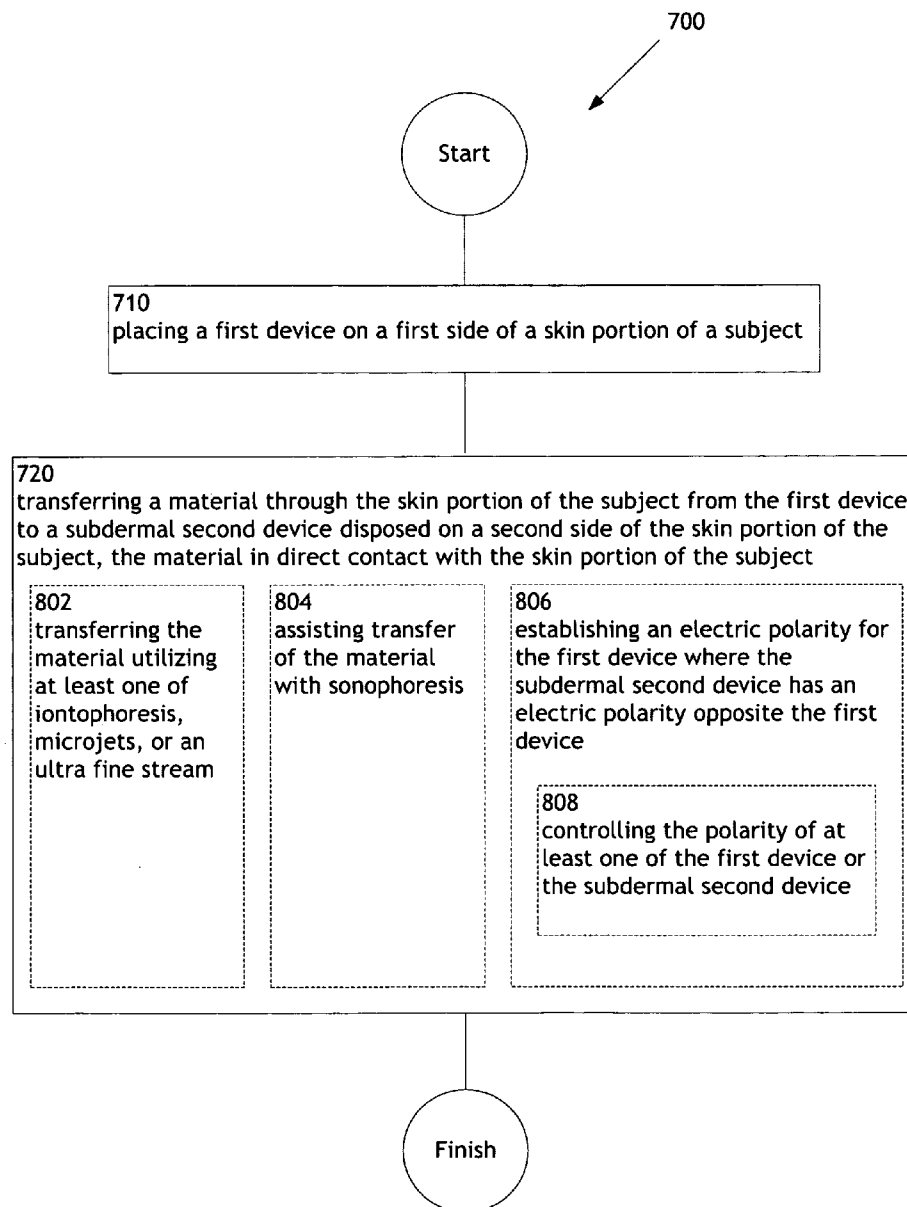 700
Start
710
placing a first device on a first side of a skin portion of a subject
720
transferring a material through the skin portion of the subject from the first device
to a subdermal second device disposed on a second side of the skin portion of the
subject, the material in direct contact with the skin portion of the subject
802
transferring the
material utilizing
at least one of
iontophoresis,
microjets, or an
ultra fine stream
804
assisting transfer
of the material
with sonophoresis
806
establishing an electric polarity for
the first device where the
subdermal second device has an
electric polarity opposite the first
device
808
controlling the polarity of at
least one of the first device or
the subdermal second device
Finish